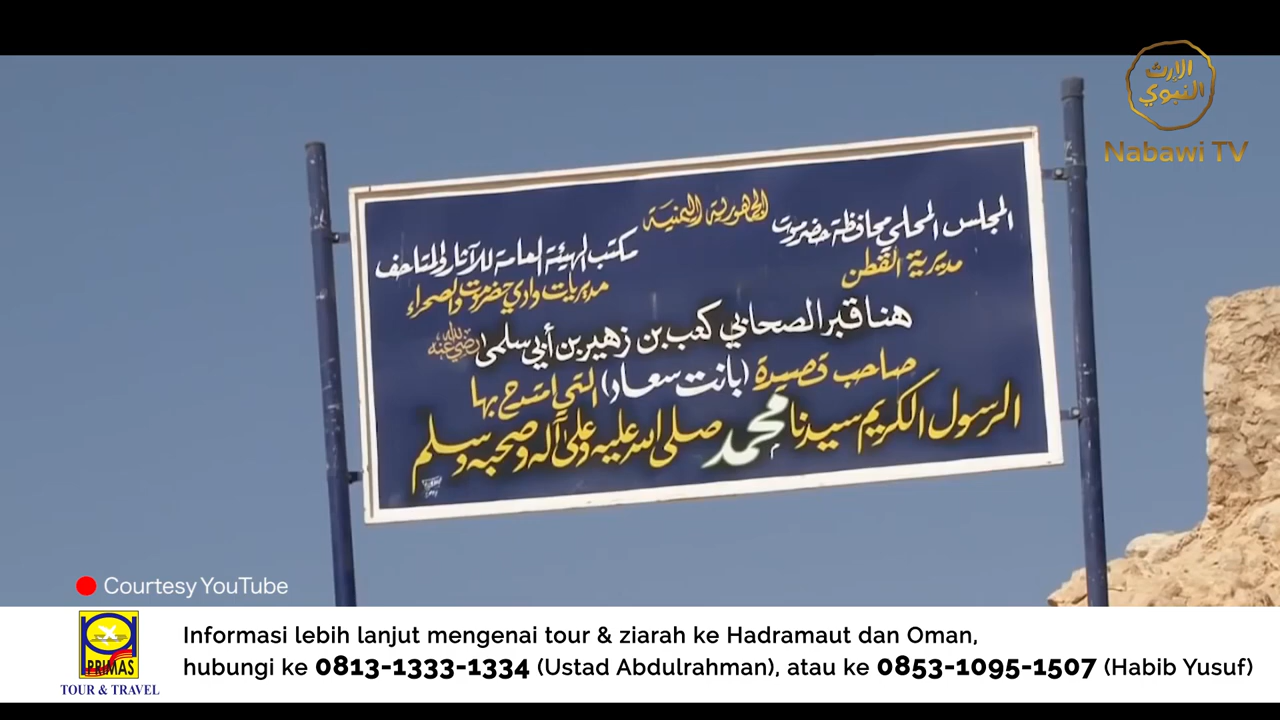 الإرث
النبوي
Nabawi TV
الجمهورية اليمنية
المجلس المحلي محافظة حضرموت
مديرية القطن
مكتب الهيئة العامة للآثار والمتاحف
مديريات وادي حضرموت والصحراء
هنا قبر الصحابي كعب بن زهير بن أبي سلمى رضي الله عنه
صاحب قصيدة (بانت سعاد) التي امتدح بها
الرسول الكريم سيدنا محمد صلى الله عليه وعلى آله وصحبه وسلم
Courtesy YouTube
PRIMAS
TOUR & TRAVEL
Informasi lebih lanjut mengenai tour & ziarah ke Hadramaut dan Oman,
hubungi ke 0813-1333-1334 (Ustad Abdulrahman), atau ke 0853-1095-1507 (Habib Yusuf)